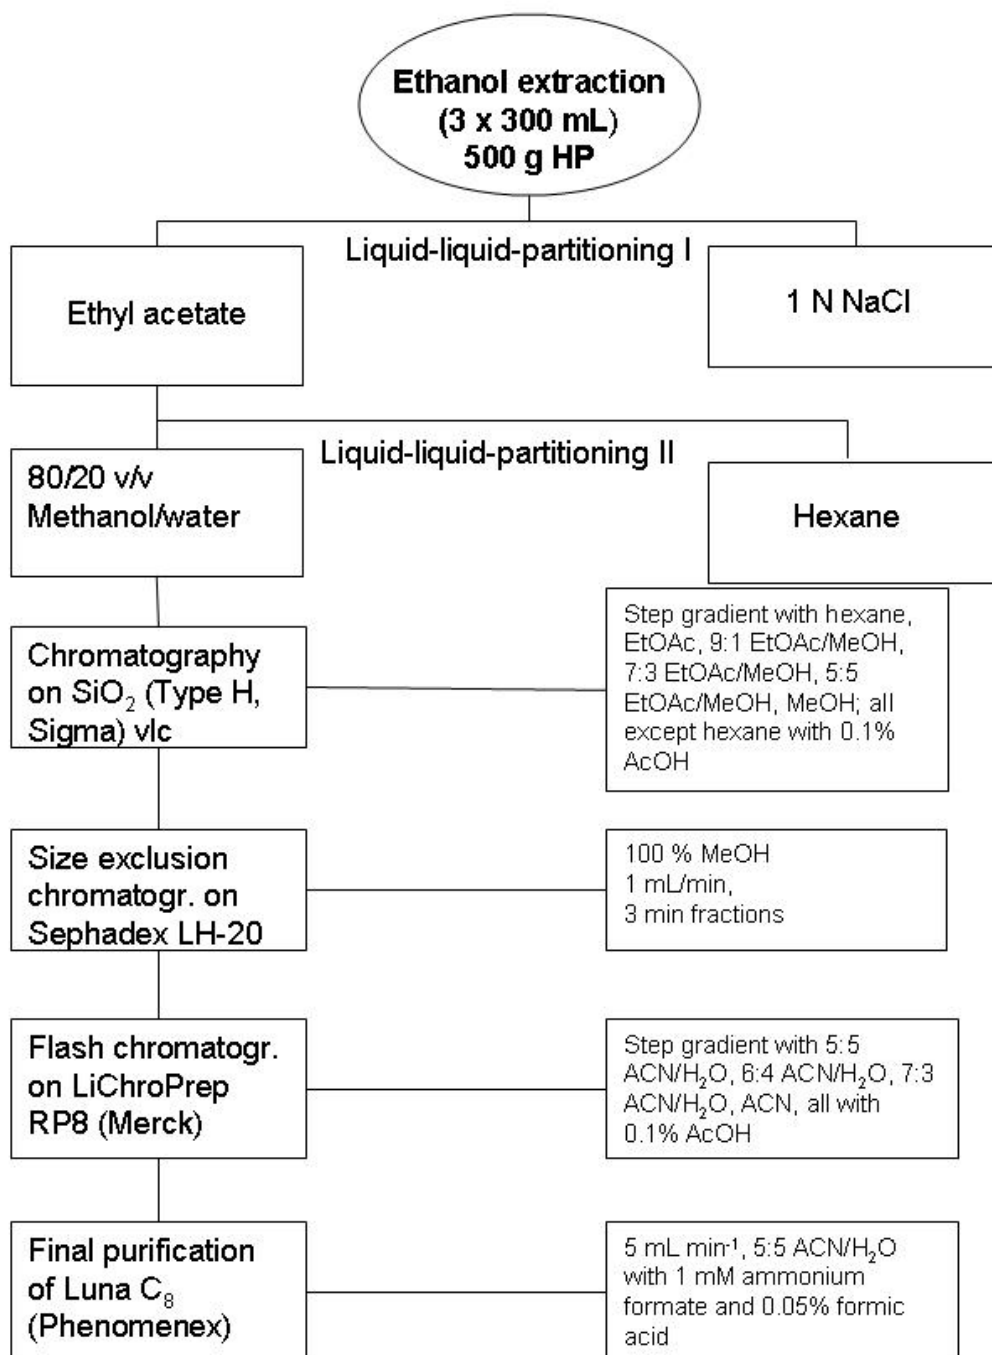 Ethanol extraction
(3 x 300 mL)
500 g HP
Liquid-liquid-partitioning I
Ethyl acetate
1 N NaCl
Liquid-liquid-partitioning II
80/20 v/v
Methanol/water
Hexane
Chromatography
on SiO₂ (Type H,
Sigma) vlc
Step gradient with hexane,
EtOAc, 9:1 EtOAc/MeOH,
7:3 EtOAc/MeOH, 5:5
EtOAc/MeOH, MeOH; all
except hexane with 0.1%
AcOH
Size exclusion
chromatogr. on
Sephadex LH-20
100 % MeOH
1 mL/min,
3 min fractions
Flash chromatogr.
on LiChroPrep
RP8 (Merck)
Step gradient with 5:5
ACN/H₂O, 6:4 ACN/H₂O, 7:3
ACN/H₂O, ACN, all with
0.1% AcOH
Final purification
of Luna C₈
(Phenomenex)
5 mL min⁻¹, 5:5 ACN/H₂O
with 1 mM ammonium
formate and 0.05% formic
acid